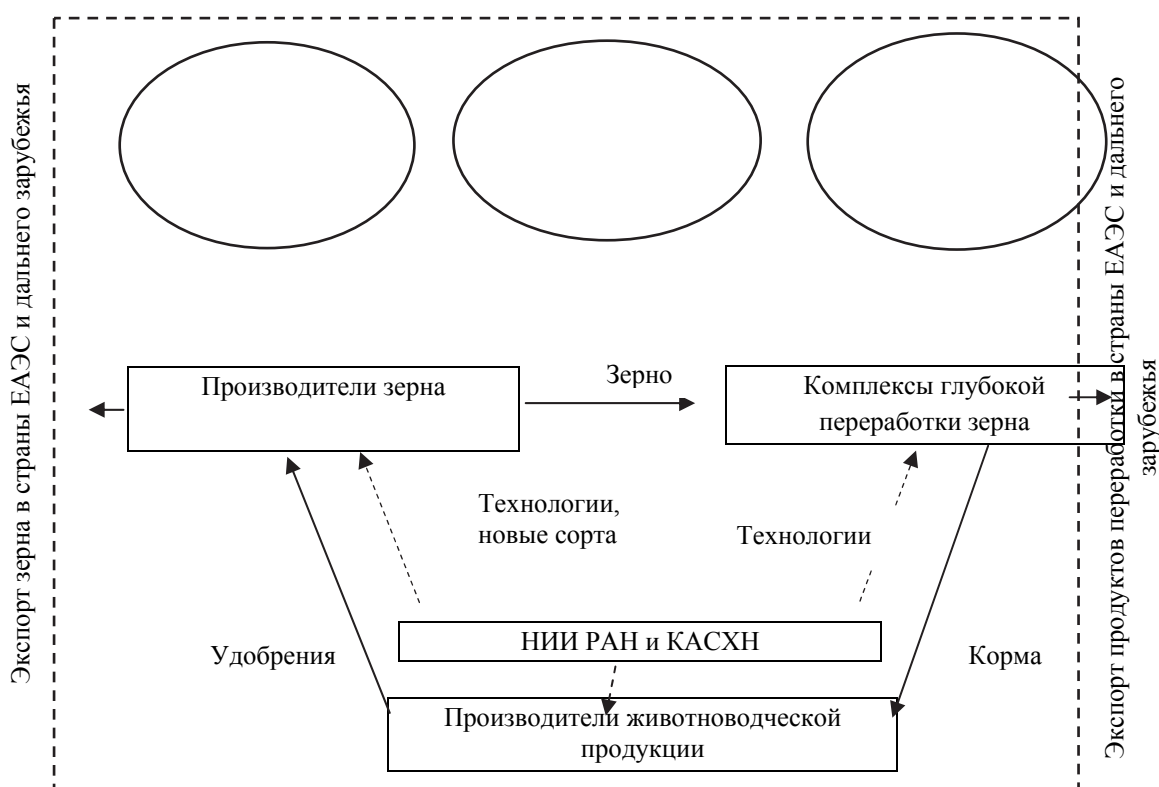 Экспорт зерна в страны ЕАЭС и дальнего зарубежья
Производители зерна
Зерно
Комплексы глубокой
переработки зерна
Экспорт продуктов переработки в страны ЕАЭС и дальнего
зарубежья
Технологии,
новые сорта
Технологии
Удобрения
НИИ РАН и КАСХН
Корма
Производители животноводческой
продукции